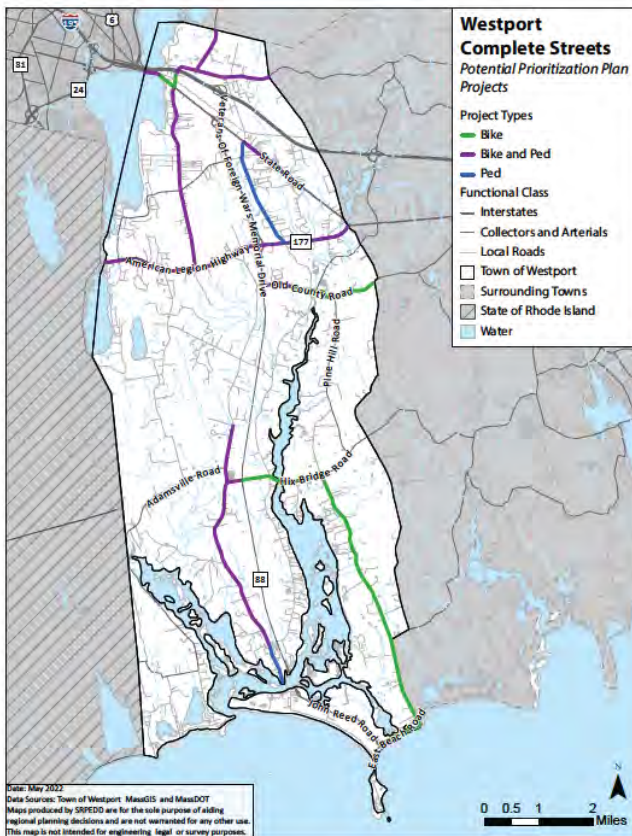 Westport
Complete Streets
Potential Prioritization Plan
Projects
Project Types
Bike
Bike and Ped
Ped
Functional Class
Interstates
Collectors and Arterials
Local Roads
Town of Westport
Surrounding Towns
State of Rhode Island
Water
195
6
81
24
Veterans-Of-Foreign-Wars-Memorial-Drive
State-Road
177
American-Legion-Highway
Old-County-Road
Pine-Hill-Road
Adamsville-Road
Hix-Bridge-Road
88
John-Reed-Road
East-Beach-Road
Date: May 2022
Data Sources: Town of Westport MassGIS and MassDOT
Maps produced by SRPEDD are for the sole purpose of aiding
regional planning decisions and are not warranted for any other use.
This map is not intended for engineering legal or survey purposes.
N
0 0.5 1 2
Miles